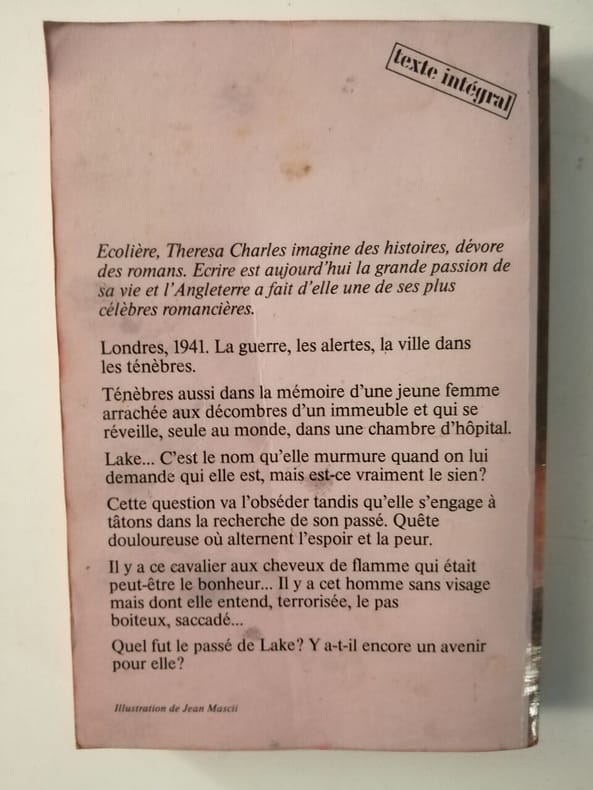 texte intégral
Ecolière, Theresa Charles imagine des histoires, dévore
des romans. Ecrire est aujourd'hui la grande passion de
sa vie et l'Angleterre a fait d'elle une de ses plus
célèbres romancières.
Londres, 1941. La guerre, les alertes, la ville dans
les ténèbres.
Ténèbres aussi dans la mémoire d'une jeune femme
arrachée aux décombres d'un immeuble et qui se
réveille, seule au monde, dans une chambre d'hôpital.
Lake... C'est le nom qu'elle murmure quand on lui
demande qui elle est, mais est-ce vraiment le sien?
Cette question va l'obséder tandis qu'elle s'engage à
tâtons dans la recherche de son passé. Quête
douloureuse où alternent l'espoir et la peur.
Il y a ce cavalier aux cheveux de flamme qui était
peut-être le bonheur... Il y a cet homme sans visage
mais dont elle entend, terrorisée, le pas
boiteux, saccadé...
Quel fut le passé de Lake? Y a-t-il encore un avenir
pour elle?
Illustration de Jean Mascii